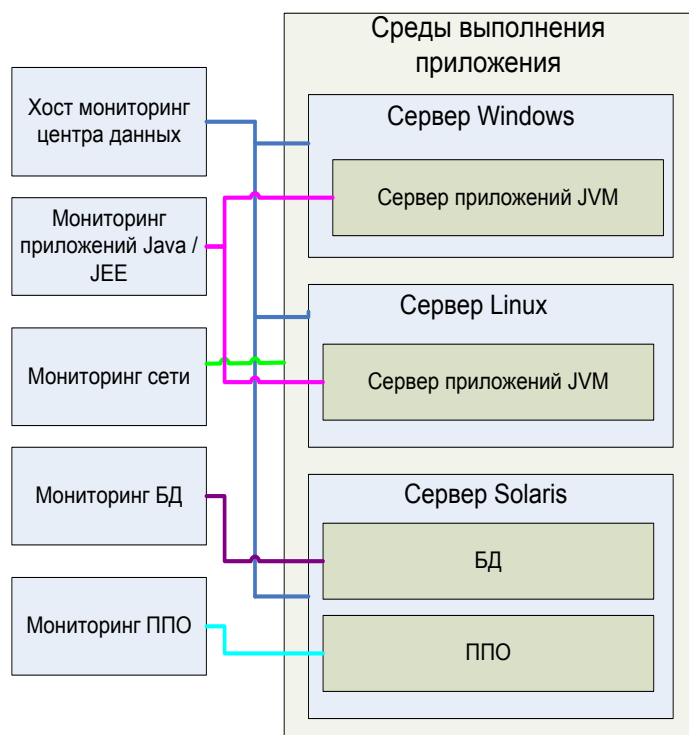 Среды выполнения
приложения
Хост мониторинг
центра данных
Сервер Windows
Сервер приложений JVM
Мониторинг
приложений Java /
JEE
Сервер Linux
Мониторинг сети
Сервер приложений JVM
Мониторинг БД
Сервер Solaris
БД
Мониторинг ППО
ППО